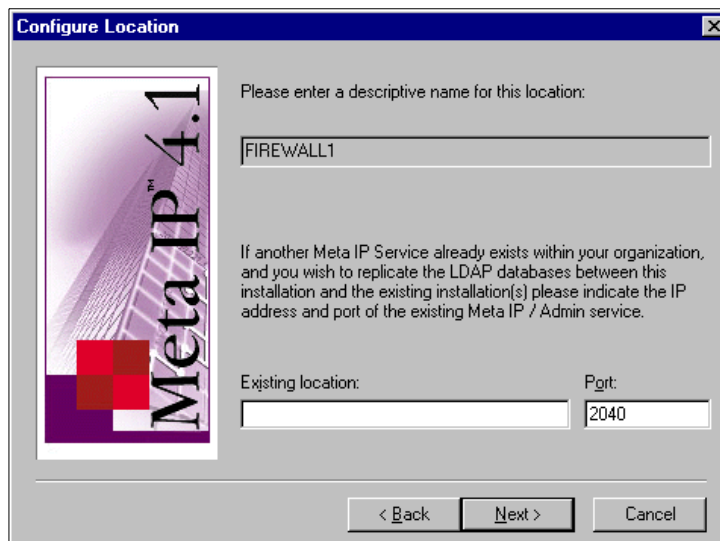 Configure Location
Meta IP™ 4.1
Please enter a descriptive name for this location:
FIREWALL1
If another Meta IP Service already exists within your organization,
and you wish to replicate the LDAP databases between this
installation and the existing installation(s) please indicate the IP
address and port of the existing Meta IP / Admin service.
Existing location:
Port:
2040
< Back
Next >
Cancel